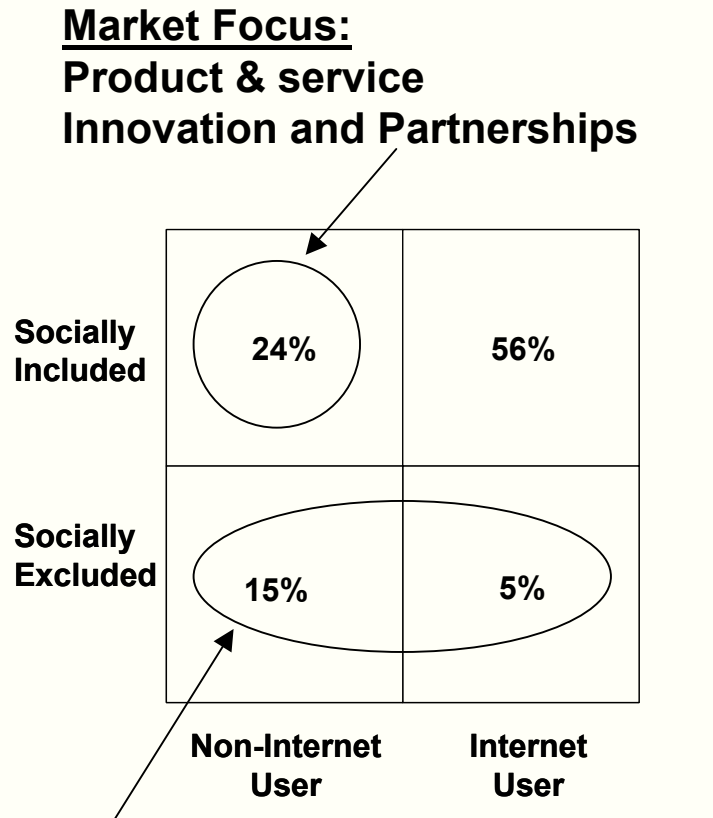 Market Focus:
Product & service
Innovation and Partnerships
Socially
Included
24%
56%
Socially
Excluded
15%
5%
Non-Internet
User
Internet
User